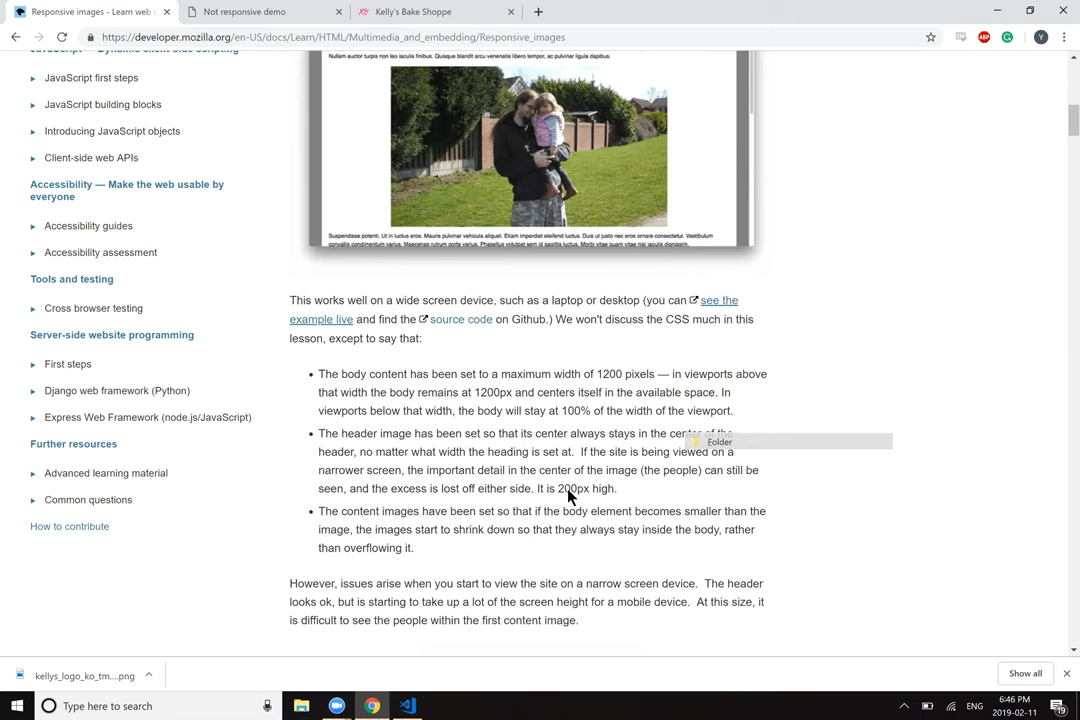 Responsive images - Learn web
Not responsive demo
Kelly's Bake Shoppe
https://developer.mozilla.org/en-US/docs/Learn/HTML/Multimedia_and_embedding/Responsive_images
ABP
Y
JavaScript — Dynamic client-side scripting
JavaScript first steps
JavaScript building blocks
Introducing JavaScript objects
Client-side web APIs
Accessibility — Make the web usable by
everyone
Accessibility guides
Accessibility assessment
Tools and testing
Cross browser testing
Server-side website programming
First steps
Django web framework (Python)
Express Web Framework (node.js/JavaScript)
Further resources
Advanced learning material
Common questions
How to contribute
Nullam auctor turpis non leo iaculis finibus. Quisque blandit arcu venenatis libero tempor, ac pulvinar ligula dapibus.
Suspendisse potenti. Ut in luctus eros. Mauris pulvinar vehicula aliquet. Etiam imperdiet eleifend luctus. Duis ut justo nec eros ornare consectetur. Vestibulum
convallis condimentum varius. Maecenas rutrum porta varius. Phasellus volutpat sem id sagittis luctus. Morbi vitae quam vitae nisi iaculis dignissim.
This works well on a wide screen device, such as a laptop or desktop (you can see the
example live and find the source code on Github.) We won't discuss the CSS much in this
lesson, except to say that:
• The body content has been set to a maximum width of 1200 pixels — in viewports above
that width the body remains at 1200px and centers itself in the available space. In
viewports below that width, the body will stay at 100% of the width of the viewport.
• The header image has been set so that its center always stays in the center of the
header, no matter what width the heading is set at. If the site is being viewed on a
narrower screen, the important detail in the center of the image (the people) can still be
seen, and the excess is lost off either side. It is 200px high.
• The content images have been set so that if the body element becomes smaller than the
image, the images start to shrink down so that they always stay inside the body, rather
than overflowing it.
However, issues arise when you start to view the site on a narrow screen device. The header
looks ok, but is starting to take up a lot of the screen height for a mobile device. At this size, it
is difficult to see the people within the first content image.
Folder
kellys_logo_ko_tm....png
Show all
Type here to search
ENG
6:46 PM
2019-02-11
19